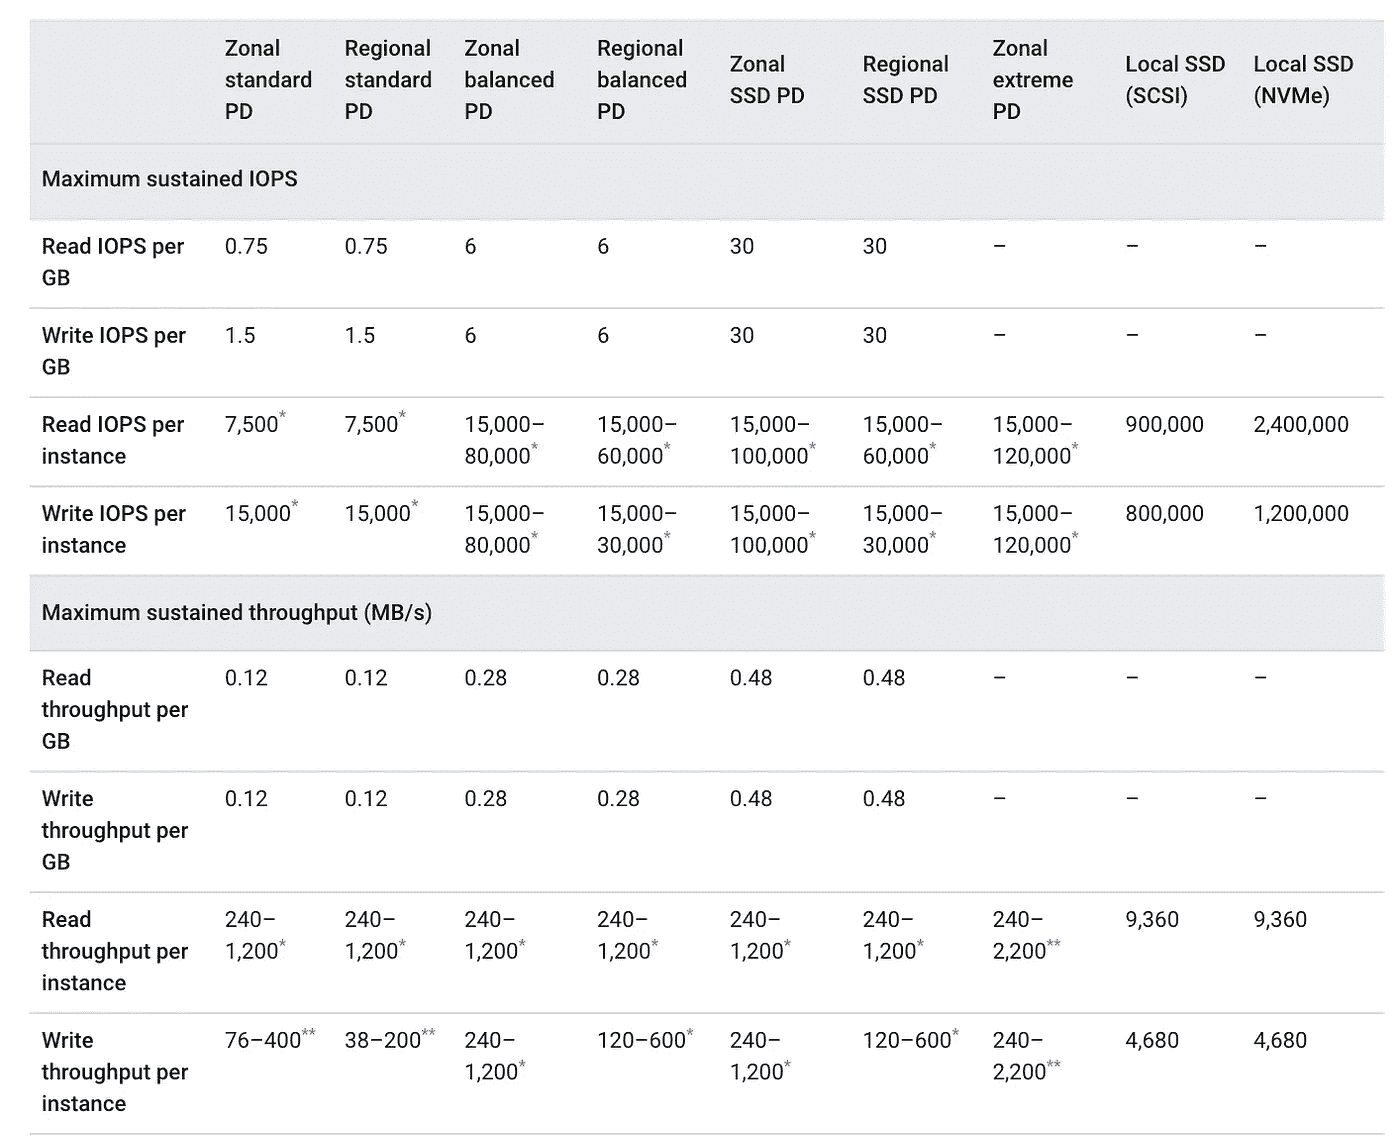 Zonal standard PD Regional standard PD Zonal balanced PD Regional balanced PD Zonal SSD PD Regional SSD PD Zonal extreme PD Local SSD (SCSI) Local SSD (NVMe)
Maximum sustained IOPS
Read IOPS per GB 0.75 0.75 6 6 30 30 – – –
Write IOPS per GB 1.5 1.5 6 6 30 30 – – –
Read IOPS per instance 7,500* 7,500* 15,000–80,000* 15,000–60,000* 15,000–100,000* 15,000–60,000* 15,000–120,000* 900,000 2,400,000
Write IOPS per instance 15,000* 15,000* 15,000–80,000* 15,000–30,000* 15,000–100,000* 15,000–30,000* 15,000–120,000* 800,000 1,200,000
Maximum sustained throughput (MB/s)
Read throughput per GB 0.12 0.12 0.28 0.28 0.48 0.48 – – –
Write throughput per GB 0.12 0.12 0.28 0.28 0.48 0.48 – – –
Read throughput per instance 240–1,200* 240–1,200* 240–1,200* 240–1,200* 240–1,200* 240–1,200* 240–2,200** 9,360 9,360
Write throughput per instance 76–400** 38–200** 240–1,200* 120–600* 240–1,200* 120–600* 240–2,200** 4,680 4,680